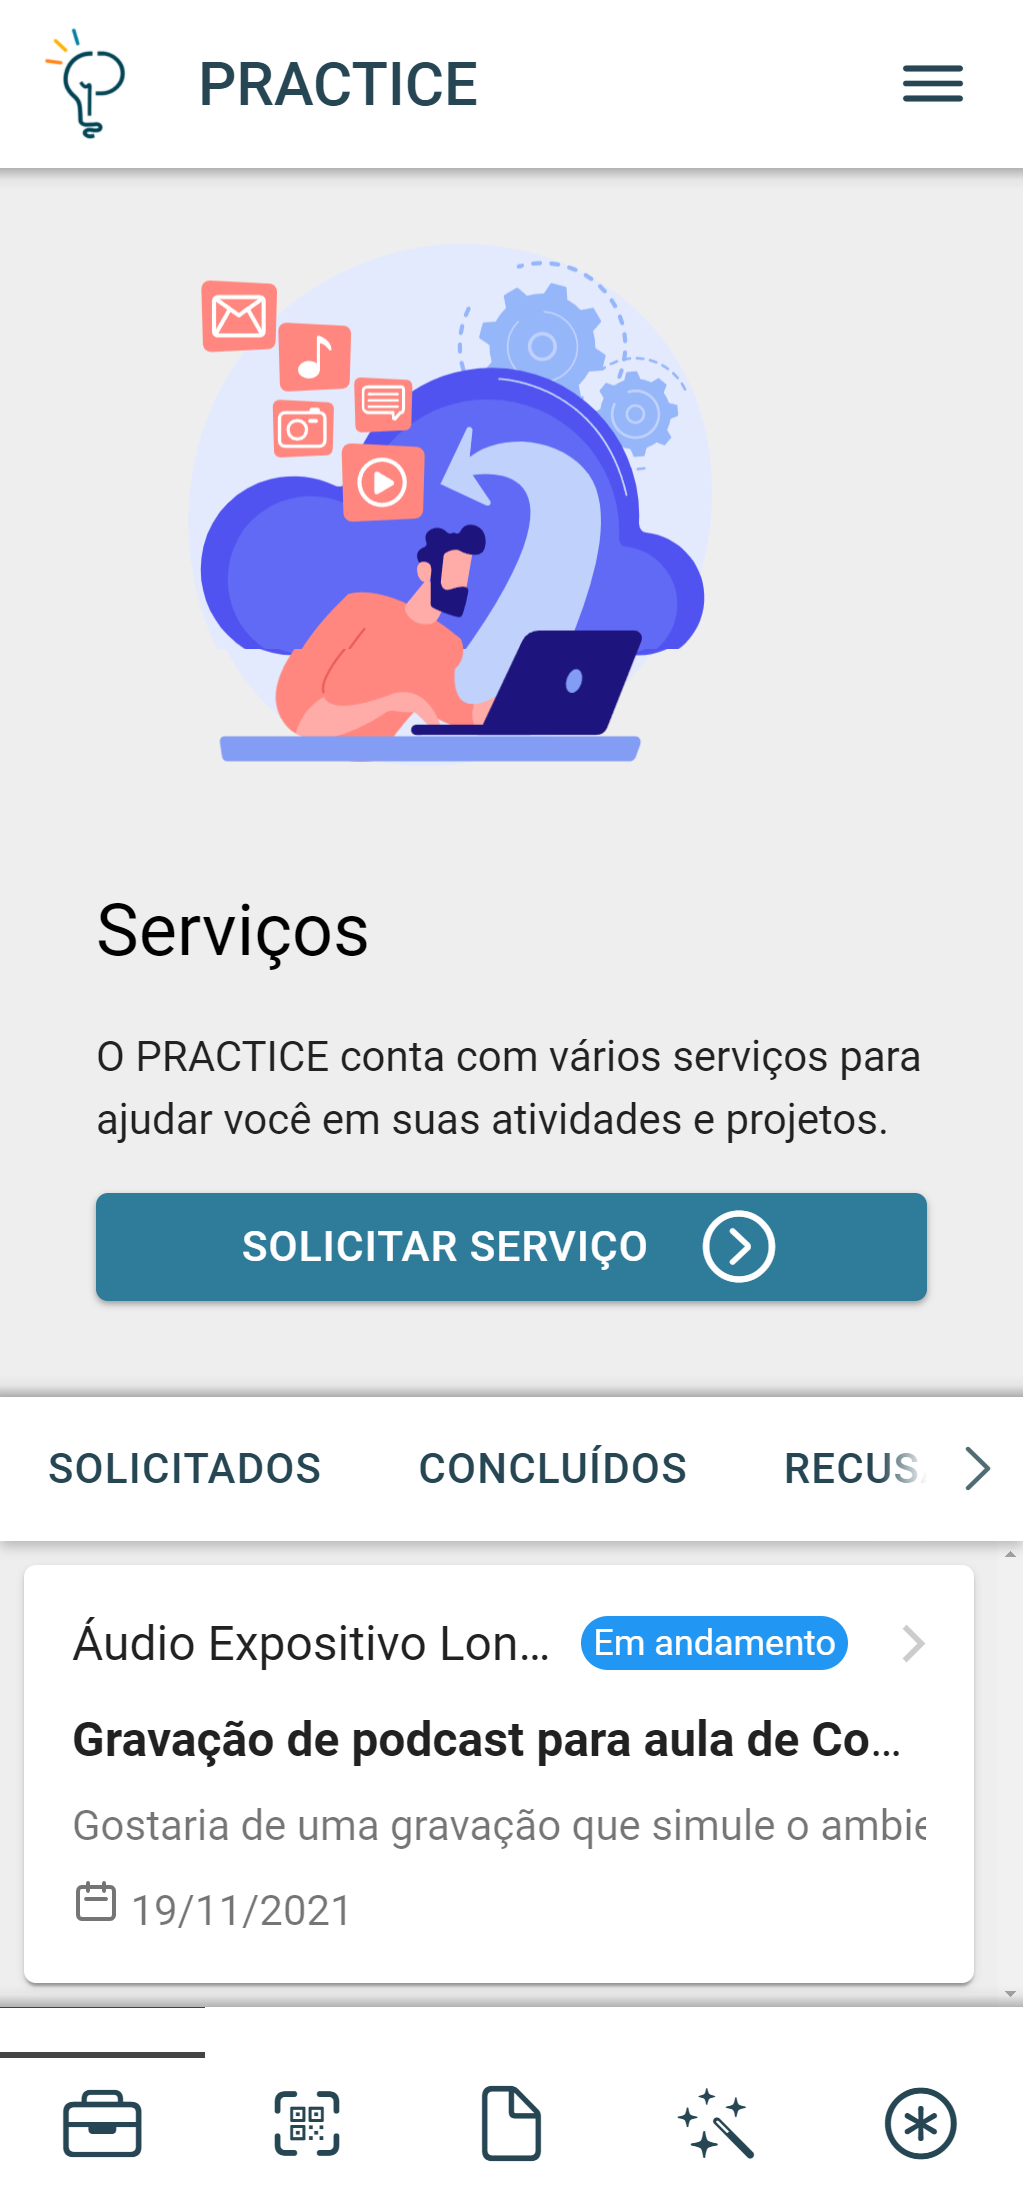 PRACTICE
Serviços
O PRACTICE conta com vários serviços para
ajudar você em suas atividades e projetos.
SOLICITAR SERVIÇO
SOLICITADOS CONCLUÍDOS RECUS
Áudio Expositivo Lon... Em andamento
Gravação de podcast para aula de Co...
Gostaria de uma gravação que simule o ambie
19/11/2021